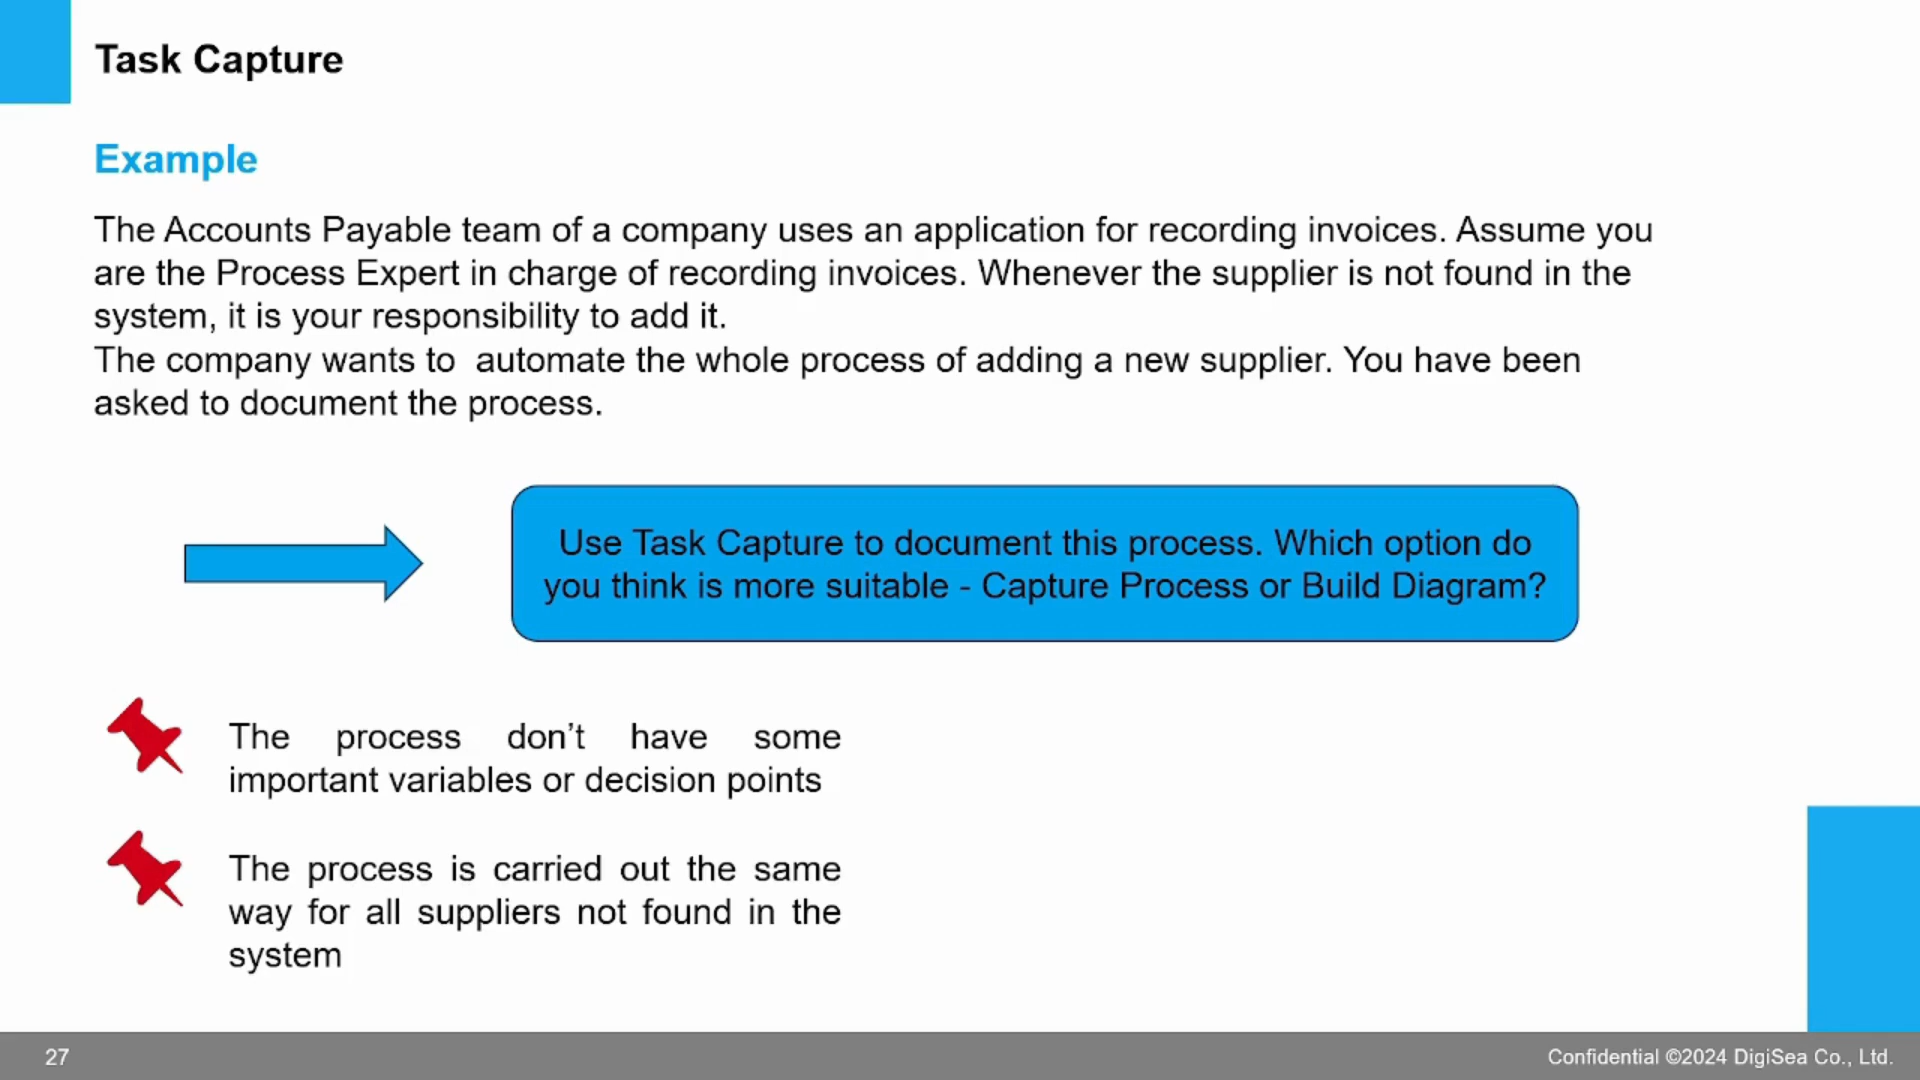 Task Capture
Example
The Accounts Payable team of a company uses an application for recording invoices. Assume you
are the Process Expert in charge of recording invoices. Whenever the supplier is not found in the
system, it is your responsibility to add it.
The company wants to  automate the whole process of adding a new supplier. You have been
asked to document the process.
Use Task Capture to document this process. Which option do
you think is more suitable - Capture Process or Build Diagram?
The process don’t have some
important variables or decision points
The process is carried out the same
way for all suppliers not found in the
system
27
Confidential ©2024 DigiSea Co., Ltd.